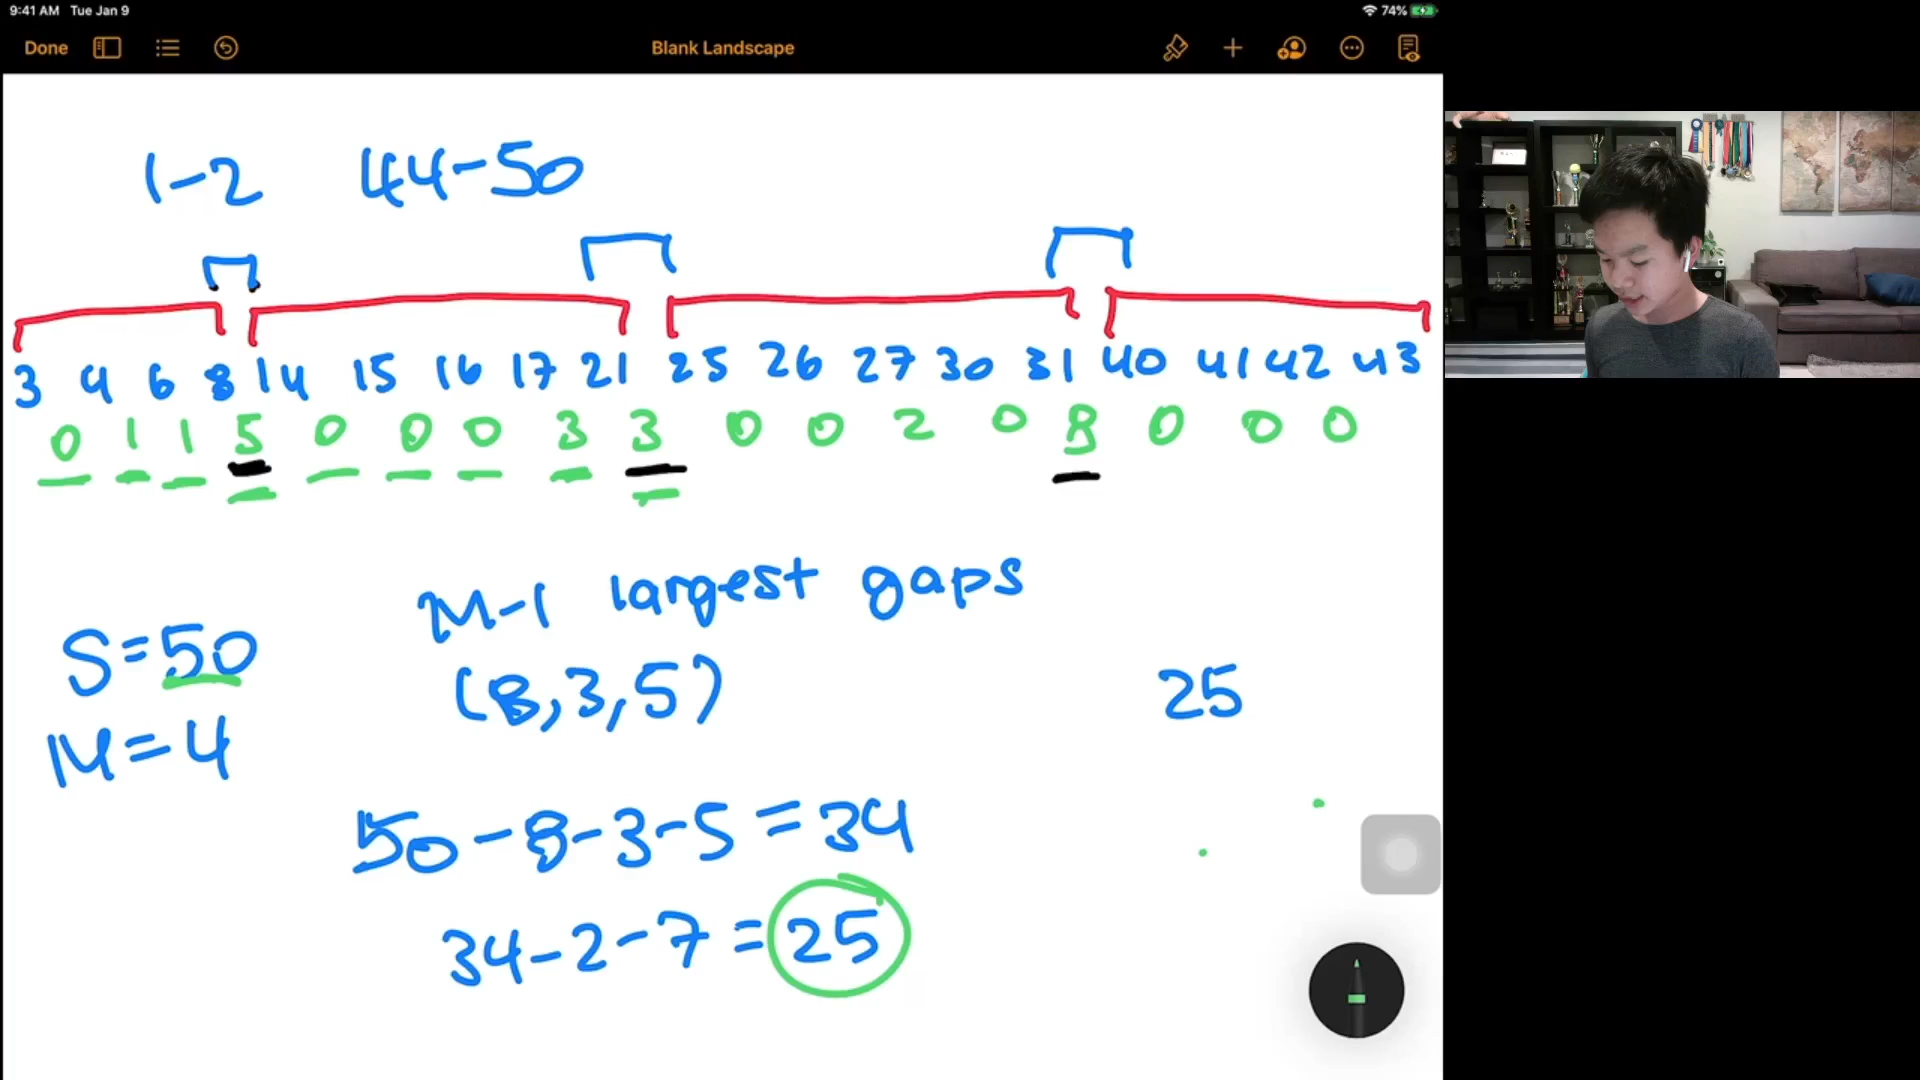 9:41 AM Tue Jan 9
74%
Done
Blank Landscape
1-2 44-50
3 4 6 8 14 15 16 17 21 25 26 27 30 31 40 41 42 43
0 1 1 5 0 0 0 3 3 0 0 2 0 8 0 0 0
M-1 largest gaps
S=50
(8,3,5)
25
M=4
50-8-3-5=34
34-2-7=25